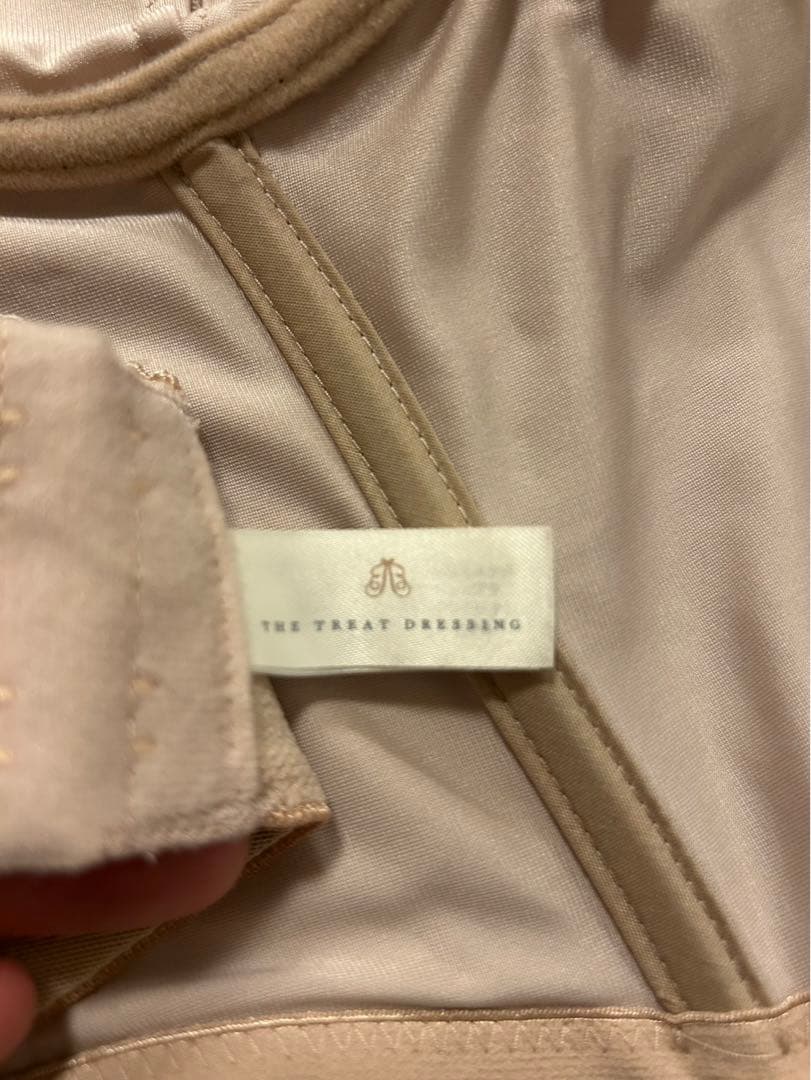 THE TREAT DRESSING